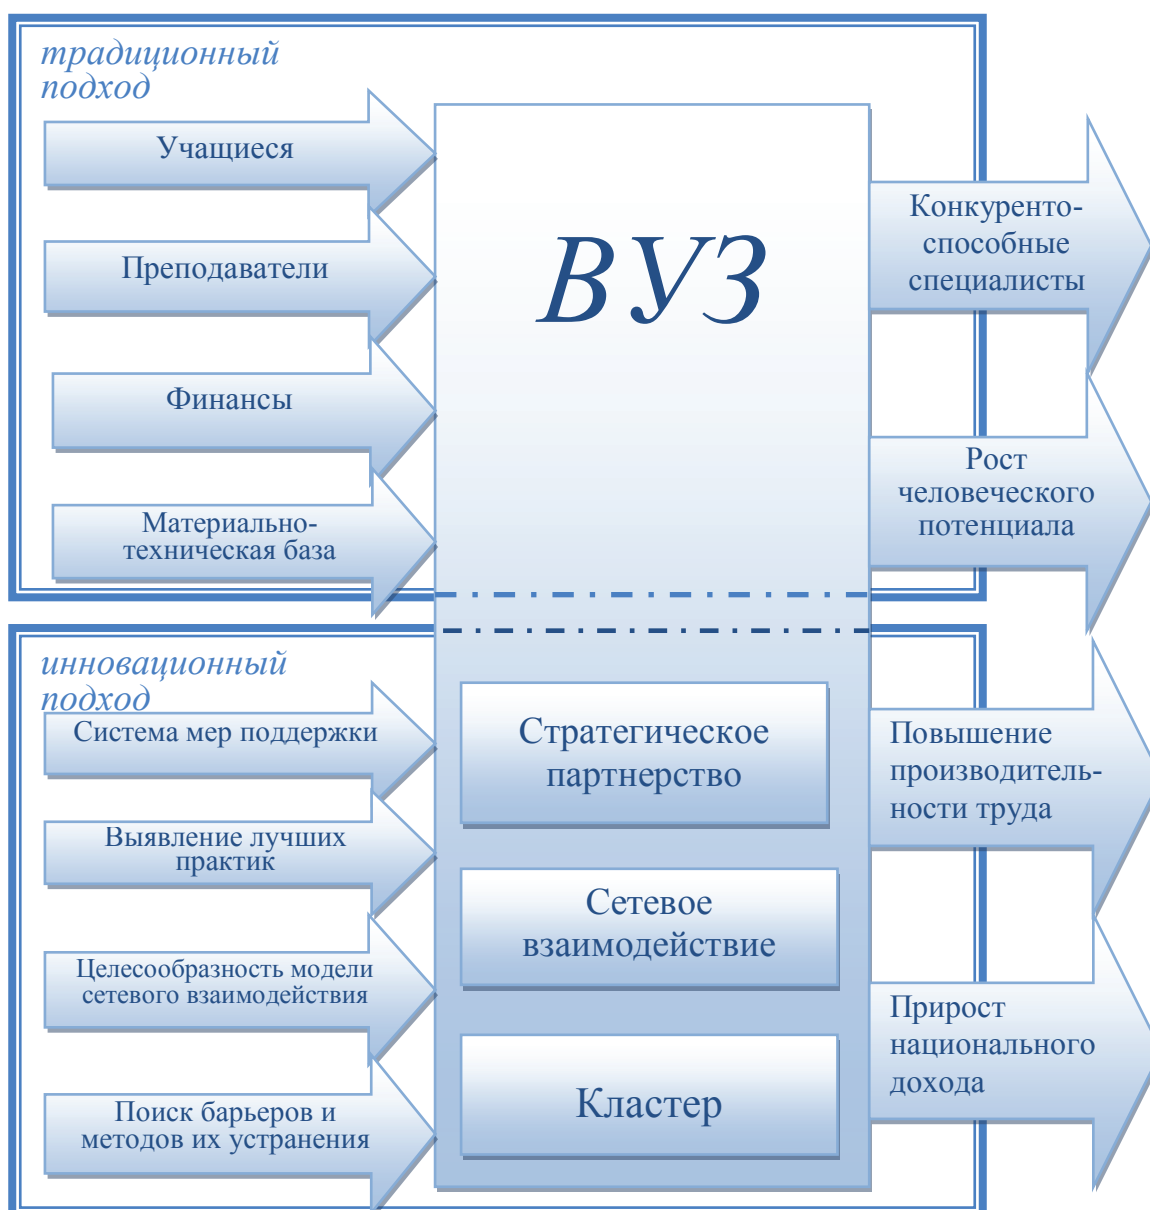 традиционный
подход
Учащиеся
Преподаватели
Финансы
Материально-
техническая база
ВУЗ
Конкуренто-
способные
специалисты
Рост
человеческого
потенциала
инновационный
подход
Система мер поддержки
Выявление лучших
практик
Целесообразность модели
сетевого взаимодействия
Поиск барьеров и
методов их устранения
Стратегическое
партнерство
Сетевое
взаимодействие
Кластер
Повышение
производитель-
ности труда
Прирост
национального
дохода